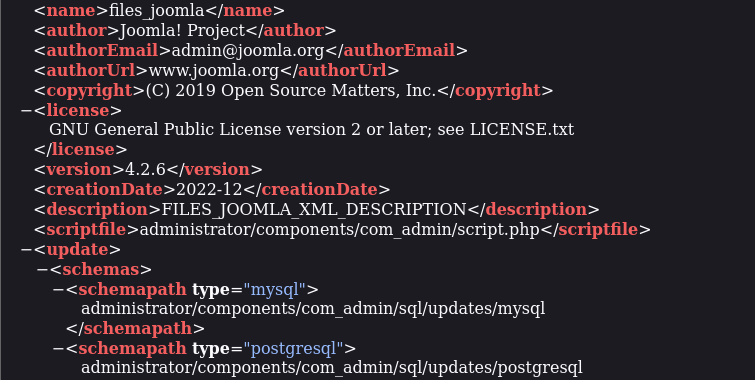 <name>files_joomla</name>
<author>Joomla! Project</author>
<authorEmail>admin@joomla.org</authorEmail>
<authorUrl>www.joomla.org</authorUrl>
<copyright>(C) 2019 Open Source Matters, Inc.</copyright>
−<license>
GNU General Public License version 2 or later; see LICENSE.txt
</license>
<version>4.2.6</version>
<creationDate>2022-12</creationDate>
<description>FILES_JOOMLA_XML_DESCRIPTION</description>
<scriptfile>administrator/components/com_admin/script.php</scriptfile>
−<update>
−<schemas>
−<schemapath type="mysql">
administrator/components/com_admin/sql/updates/mysql
</schemapath>
−<schemapath type="postgresql">
administrator/components/com_admin/sql/updates/postgresql